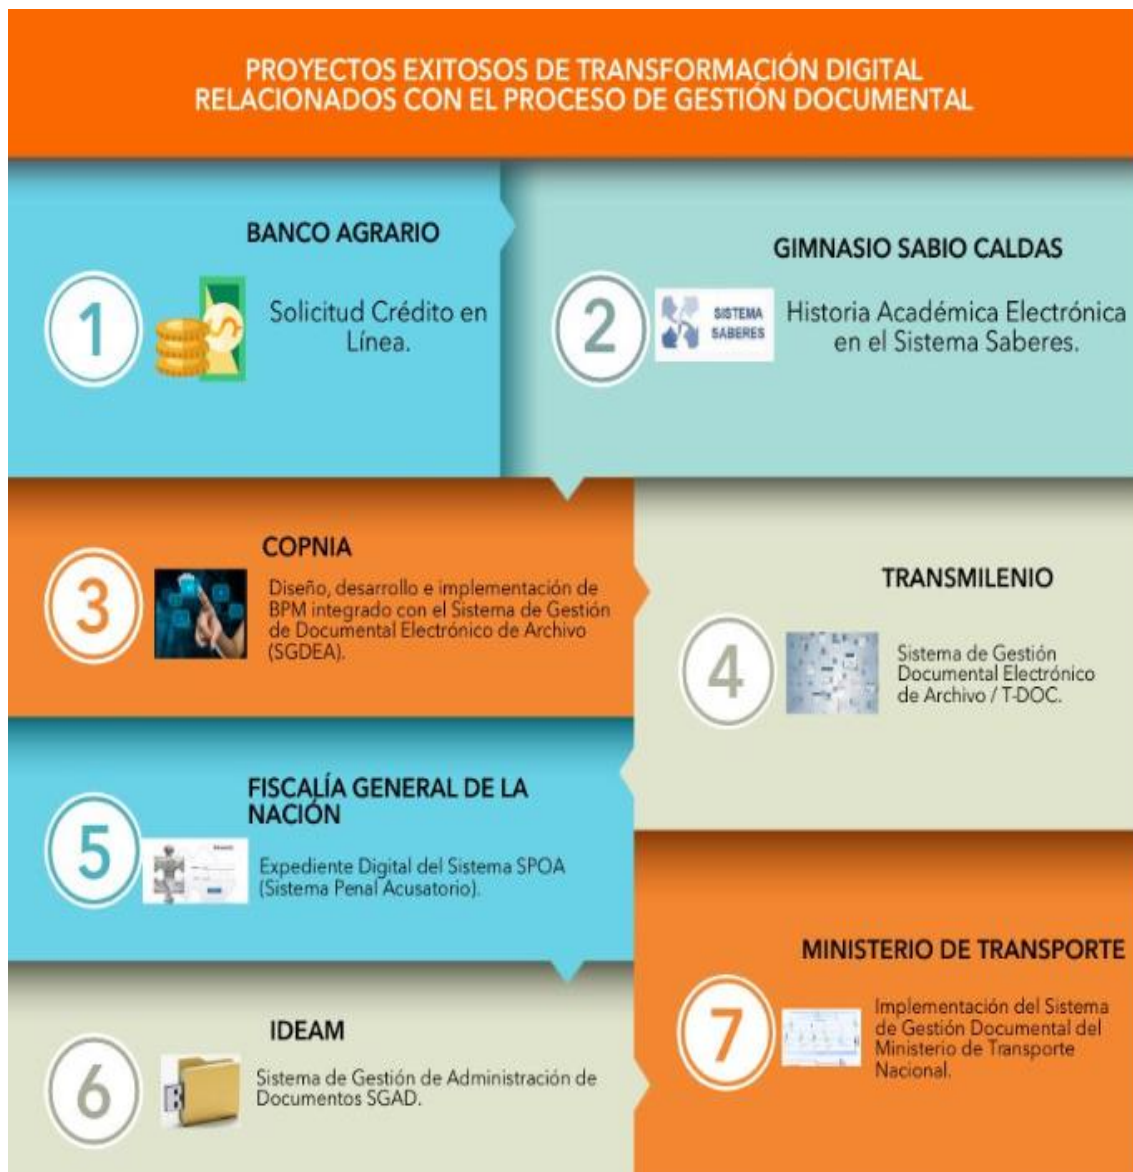 PROYECTOS EXITOSOS DE TRANSFORMACIÓN DIGITAL
RELACIONADOS CON EL PROCESO DE GESTIÓN DOCUMENTAL
BANCO AGRARIO
1
Solicitud Crédito en
Línea.
GIMNASIO SABIO CALDAS
2
SISTEMA
SABERES
Historia Académica Electrónica
en el Sistema Saberes.
COPNIA
3
Diseño, desarrollo e implementación de
BPM integrado con el Sistema de Gestión
de Documental Electrónico de Archivo
(SGDEA).
TRANSMILENIO
4
Sistema de Gestión
Documental Electrónico
de Archivo / T-DOC.
FISCALÍA GENERAL DE LA
NACIÓN
5
Expediente Digital del Sistema SPOA
(Sistema Penal Acusatorio).
IDEAM
6
Sistema de Gestión de Administración de
Documentos SGAD.
MINISTERIO DE TRANSPORTE
7
Implementación del Sistema
de Gestión Documental del
Ministerio de Transporte
Nacional.